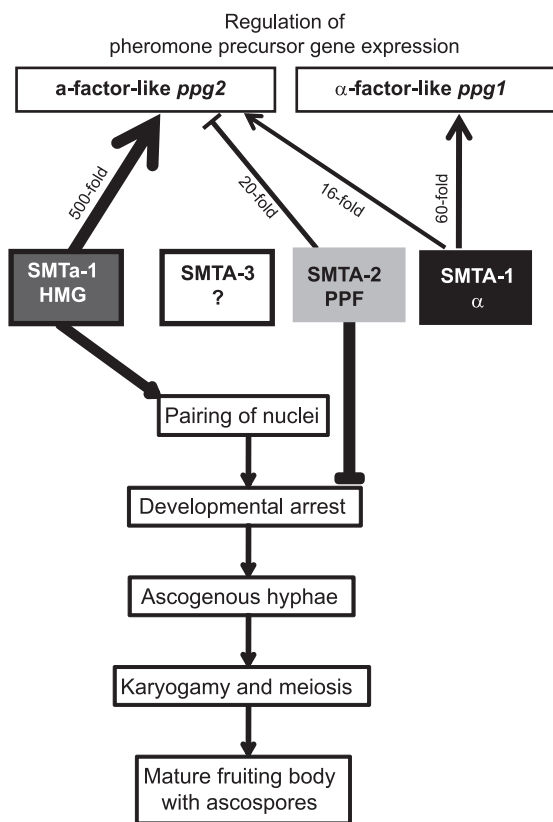 Regulation of
pheromone precursor gene expression
a-factor-like ppg2
α-factor-like ppg1
500-fold
20-fold
16-fold
60-fold
SMTa-1
HMG
SMTA-3
?
SMTA-2
PPF
SMTA-1
α
Pairing of nuclei
Developmental arrest
Ascogenous hyphae
Karyogamy and meiosis
Mature fruiting body
with ascospores